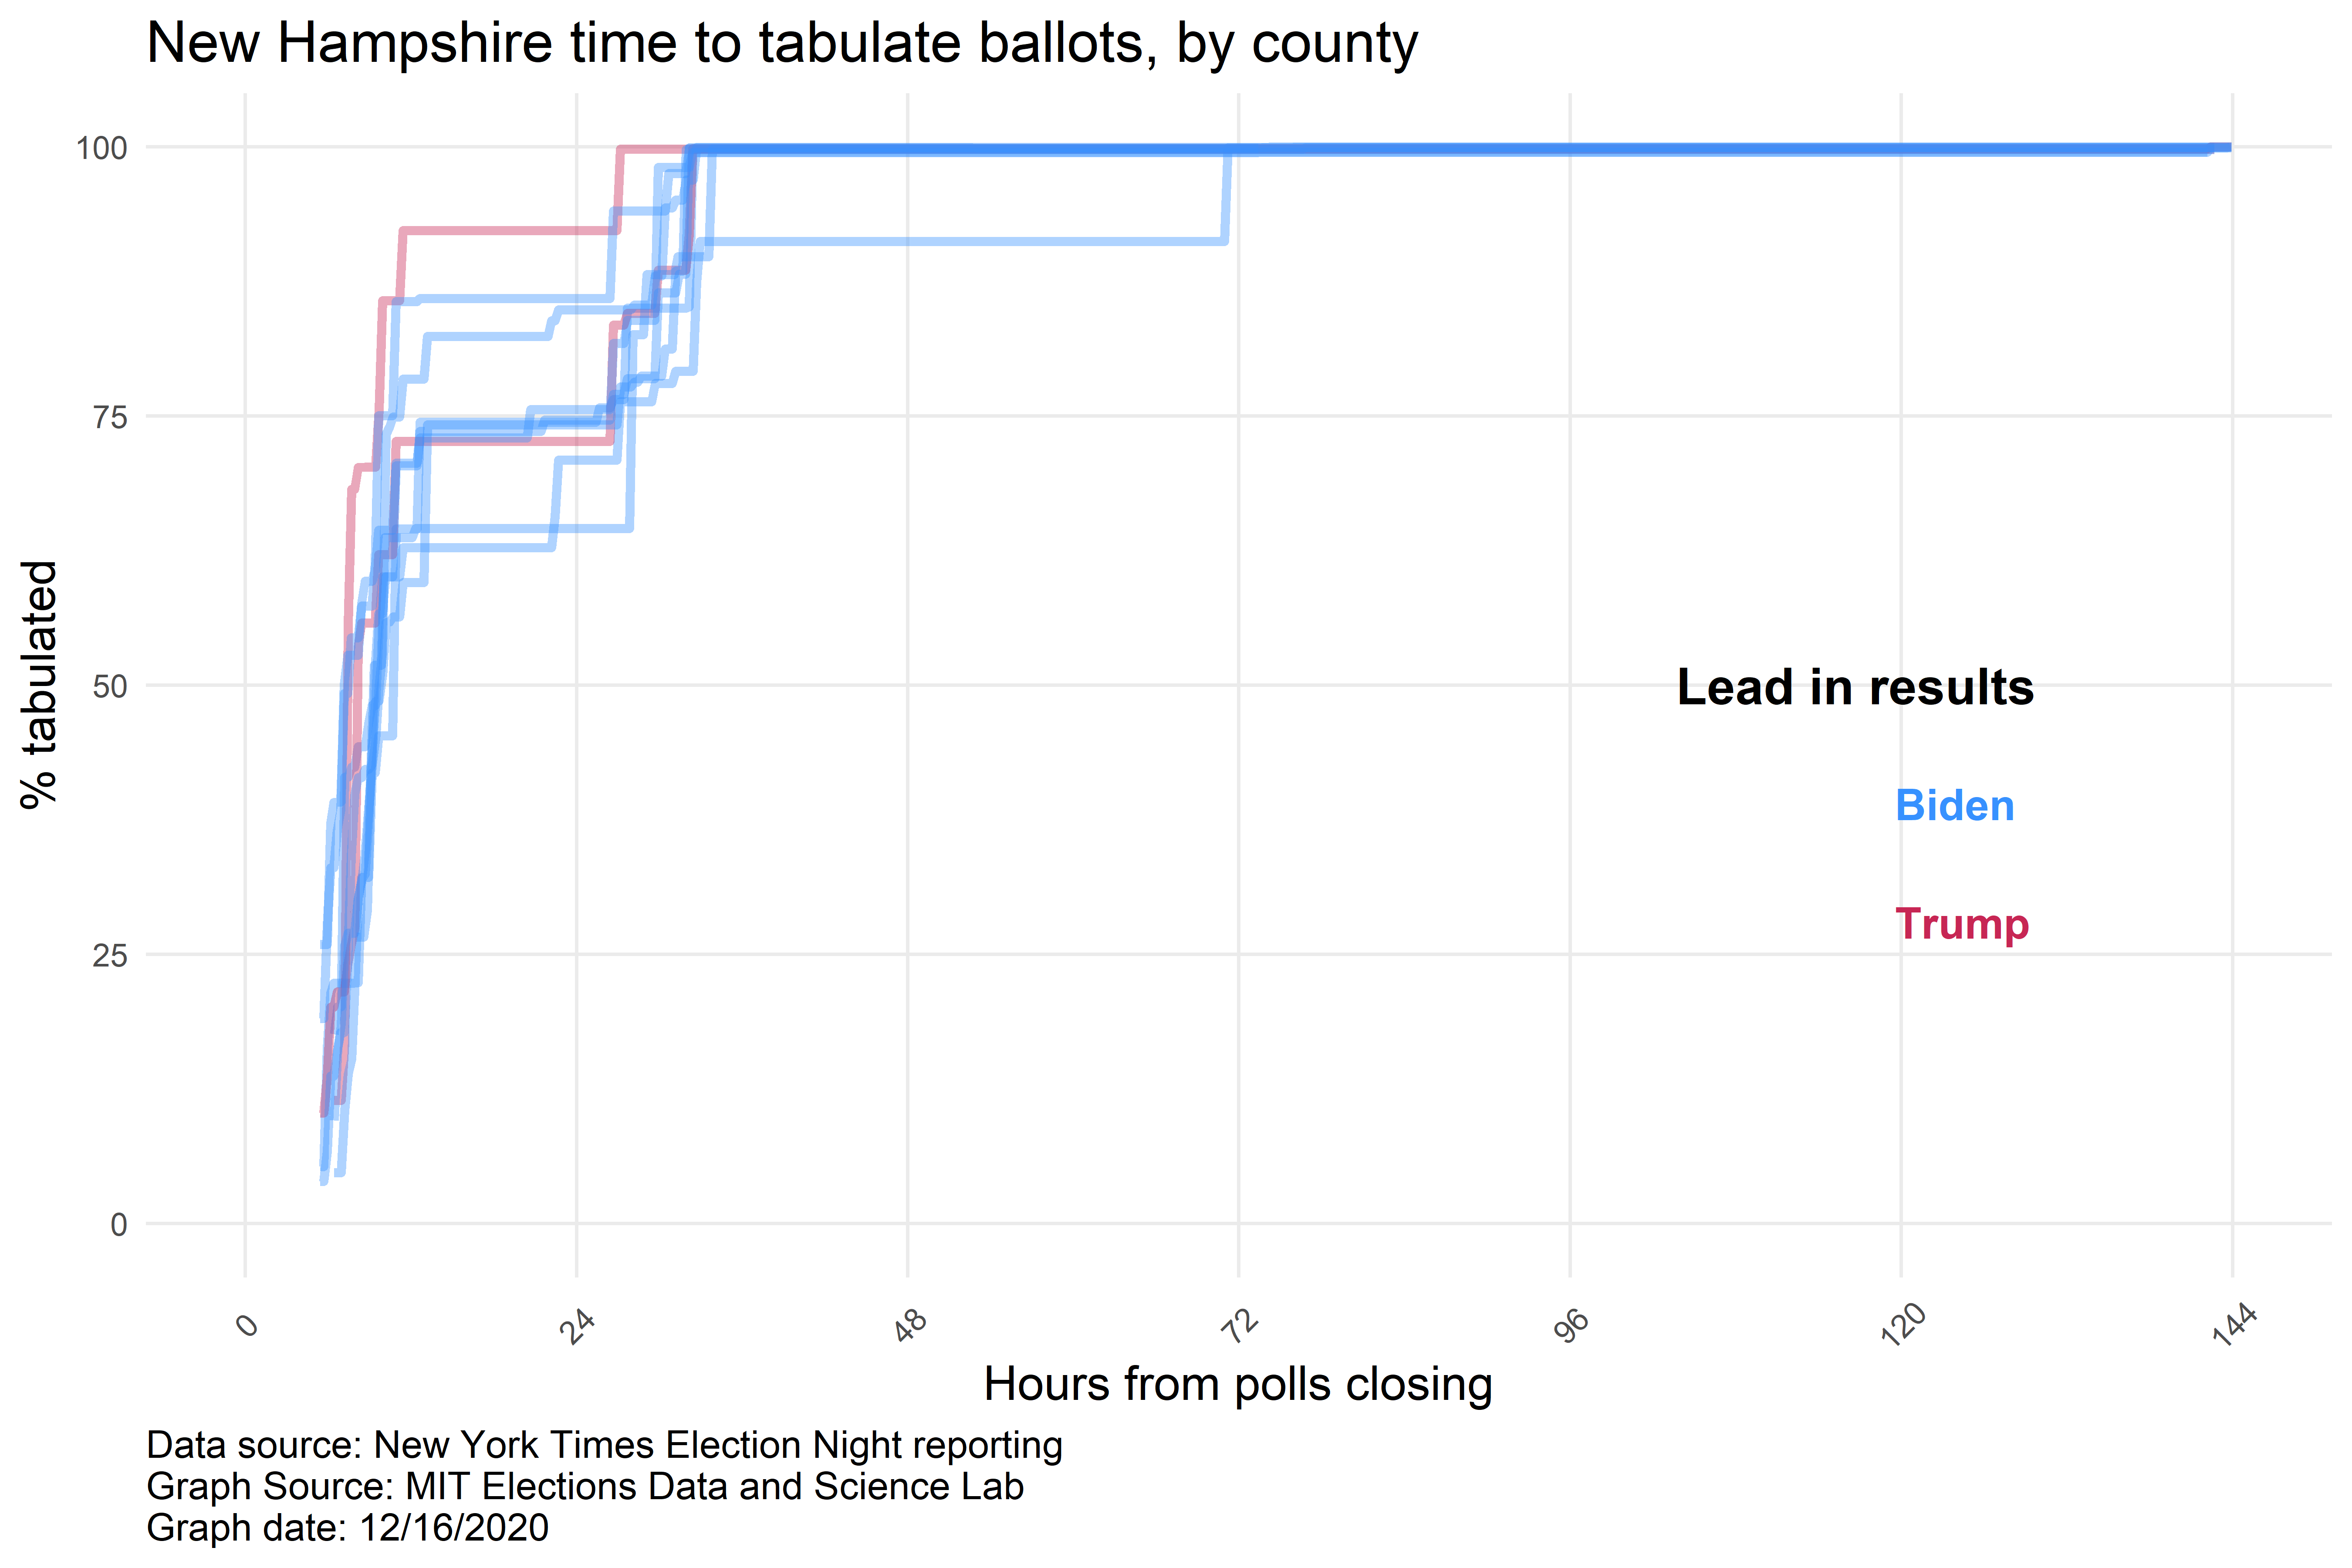 New Hampshire time to tabulate ballots, by county
100
75
50
25
0
% tabulated
Lead in results
Biden
Trump
0
24
48
72
96
120
144
Hours from polls closing
Data source: New York Times Election Night reporting
Graph Source: MIT Elections Data and Science Lab
Graph date: 12/16/2020